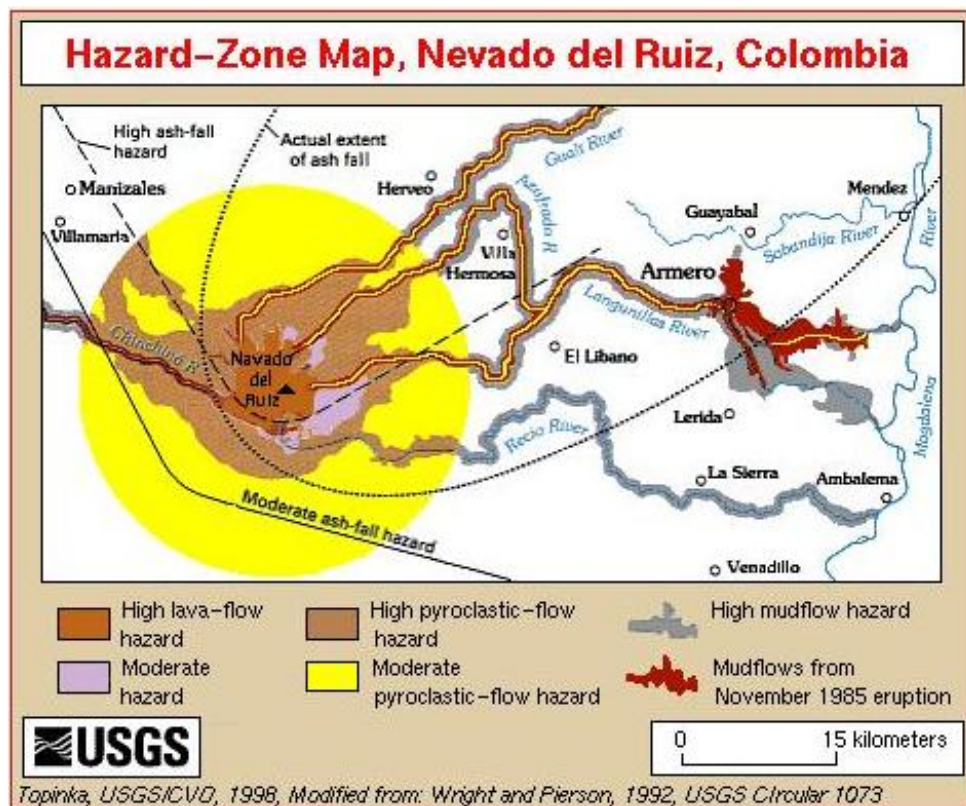 Hazard-Zone Map, Nevado del Ruiz, Colombia
High ash-fall
hazard
Actual extent
of ash fall
Guali River
Manizales
Herveo
Azufrado R
Mendez
Villamaria
Guayabal
River
Villa
Hermosa
Sabandija River
Armero
Langunillas River
Chinchina R
Navado
del
Ruiz
El Libano
Magdalena
Lerida
Recio River
La Sierra
Ambalema
Moderate ash-fall hazard
Venadillo
High lava-flow
hazard
High pyroclastic-flow
hazard
High mudflow hazard
Moderate
hazard
Moderate
pyroclastic-flow hazard
Mudflows from
November 1985 eruption
USGS
0 15 kilometers
Topinka, USGS/CVO, 1998, Modified from: Wright and Pierson, 1992, USGS Circular 1073